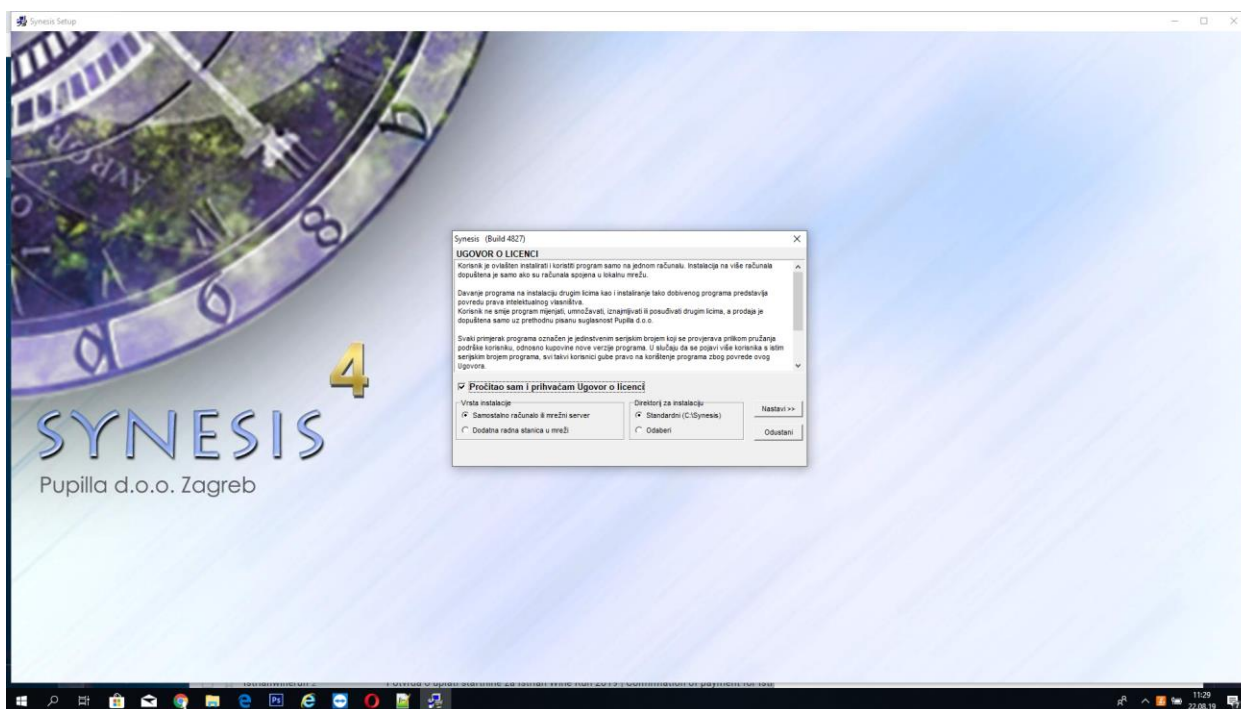 Synesis Setup
Synesis (Build 4827)
UGOVOR O LICENCI
Korisnik je ovlašten instalirati i koristiti program samo na jednom računalu. Instalacija na više računala
dopuštena je samo ako su računala spojena u lokalnu mrežu.
Davanje programa na instalaciju drugim licima kao i instaliranje tako dobivenog programa predstavlja
povredu prava intelektualnog vlasništva.
Korisnik ne smije program mijenjati, umnožavati, iznajmljivati ili posuđivati drugim licima, a prodaja je
dopuštena samo uz prethodnu pisanu suglasnost Pupilla d.o.o.
Svaki primjerak programa označen je jedinstvenim serijskim brojem koji se provjerava prilikom pružanja
podrške korisniku, odnosno kupovine nove verzije programa. U slučaju da se pojavi više korisnika s istim
serijskim brojem programa, svi takvi korisnici gube pravo na korištenje programa zbog povrede ovog
Ugovora.
Pročitao sam i prihvaćam Ugovor o licenci
Vrsta instalacije
Samostalno računalo ili mrežni server
Dodatna radna stanica u mreži
Direktorij za instalaciju
Standardni (C:\Synesis)
Odaberi
Nastavi >>
Odustani
4
SYNESIS
Pupilla d.o.o. Zagreb
11:29
22.08.19